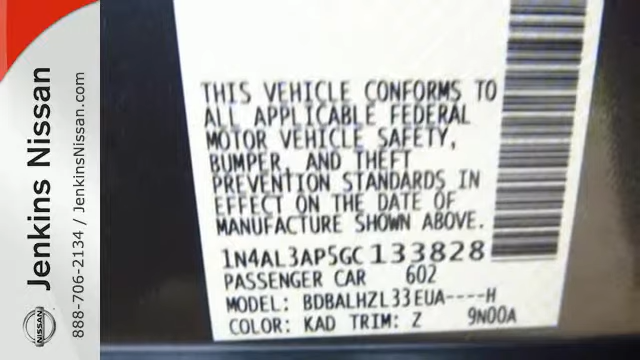 THIS VEHICLE CONFORMS TO
ALL APPLICABLE FEDERAL
MOTOR VEHICLE SAFETY,
BUMPER, AND THEFT
PREVENTION STANDARDS IN
EFFECT ON THE DATE OF
MANUFACTURE SHOWN ABOVE.
1N4AL3AP5GC133828
PASSENGER CAR 602
MODEL: BDBALHZL33EUA----H
COLOR: KAD TRIM: Z 9N00A
Jenkins Nissan
888-706-2134 / JenkinsNissan.com
NISSAN